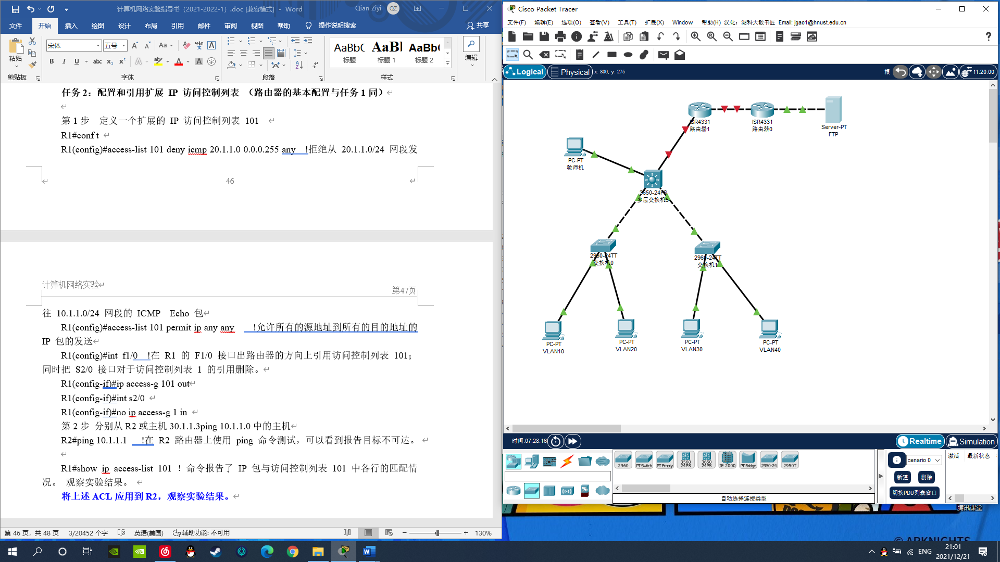 计算机网络实验指导书（2021-2022-1）.doc [兼容模式] - Word
Qian Ziyi
QZ
文件 开始 插入 绘图 设计 布局 引用 邮件 审阅 视图 帮助 操作说明搜索 共享
宋体 五号
粘贴
B I U abc x₂ x² A
AaBbC AaBl AaBb(
标题 标题 1 标题 2
编辑
剪贴板 字体 段落 样式
任务 2：配置和引用扩展 IP 访问控制列表 （路由器的基本配置与任务 1 同）
第 1 步 定义一个扩展的 IP 访问控制列表 101
R1#conf t
R1(config)#access-list 101 deny icmp 20.1.1.0 0.0.0.255 any !拒绝从 20.1.1.0/24 网段发
46
计算机网络实验
第47页
往 10.1.1.0/24 网段的 ICMP Echo 包
R1(config)#access-list 101 permit ip any any !允许所有的源地址到所有的目的地址的
IP 包的发送
R1(config)#int f1/0 !在 R1 的 F1/0 接口出路由器的方向上引用访问控制列表 101；
同时把 S2/0 接口对于访问控制列表 1 的引用删除。
R1(config-if)#ip access-g 101 out
R1(config-if)#int s2/0
R1(config-if)#no ip access-g 1 in
第 2 步 分别从 R2 或主机 30.1.1.3ping 10.1.1.0 中的主机
R2#ping 10.1.1.1 !在 R2 路由器上使用 ping 命令测试，可以看到报告目标不可达。
R1#show ip access-list 101 ! 命令报告了 IP 包与访问控制列表 101 中各行的匹配情
况。 观察实验结果。
将上述 ACL 应用到 R2，观察实验结果。
第 46 页，共 48 页 3/20452 个字 英语(美国) 辅助功能: 不可用 130%
Cisco Packet Tracer
文件(F) 编辑(E) 选项(O) 查看(V) 工具(T) 扩展(X) Window 帮助(H) 汉化：湖科大教书匠 Email: jgao1@hnust.edu.cn
Logical Physical x: 806, y: 275 根 11:20:00
ISR4331
路由器1
ISR4331
路由器0
Server-PT
FTP
PC-PT
教师机
3650-24PS
多层交换机5
2960-24TT
交换机0
2960-24TT
交换机1
PC-PT
VLAN10
PC-PT
VLAN20
PC-PT
VLAN30
PC-PT
VLAN40
时间:07:28:16 Realtime Simulation
2960 PT-Switch PT-Empty 3560 24PS 3650 24PS IE 2000 PT-Bridge 2950-24 2950T
自动选择连接类型
cenario 0
新建 删除
切换PDU列表窗口
激活 最新状态
腾讯课堂
© ARKNIGHTS
ENG
21:01
2021/12/21